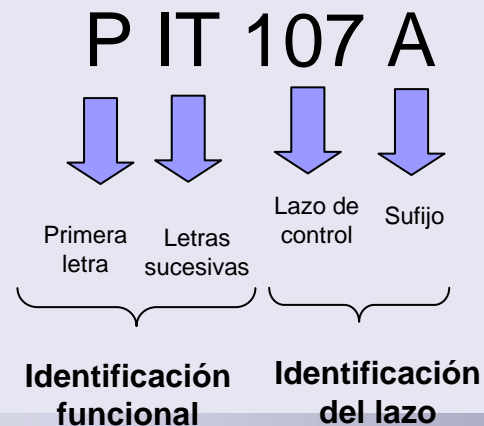 P IT 107 A
Primera
letra
Letras
sucesivas
Lazo de
control
Sufijo
Identificación
funcional
Identificación
del lazo